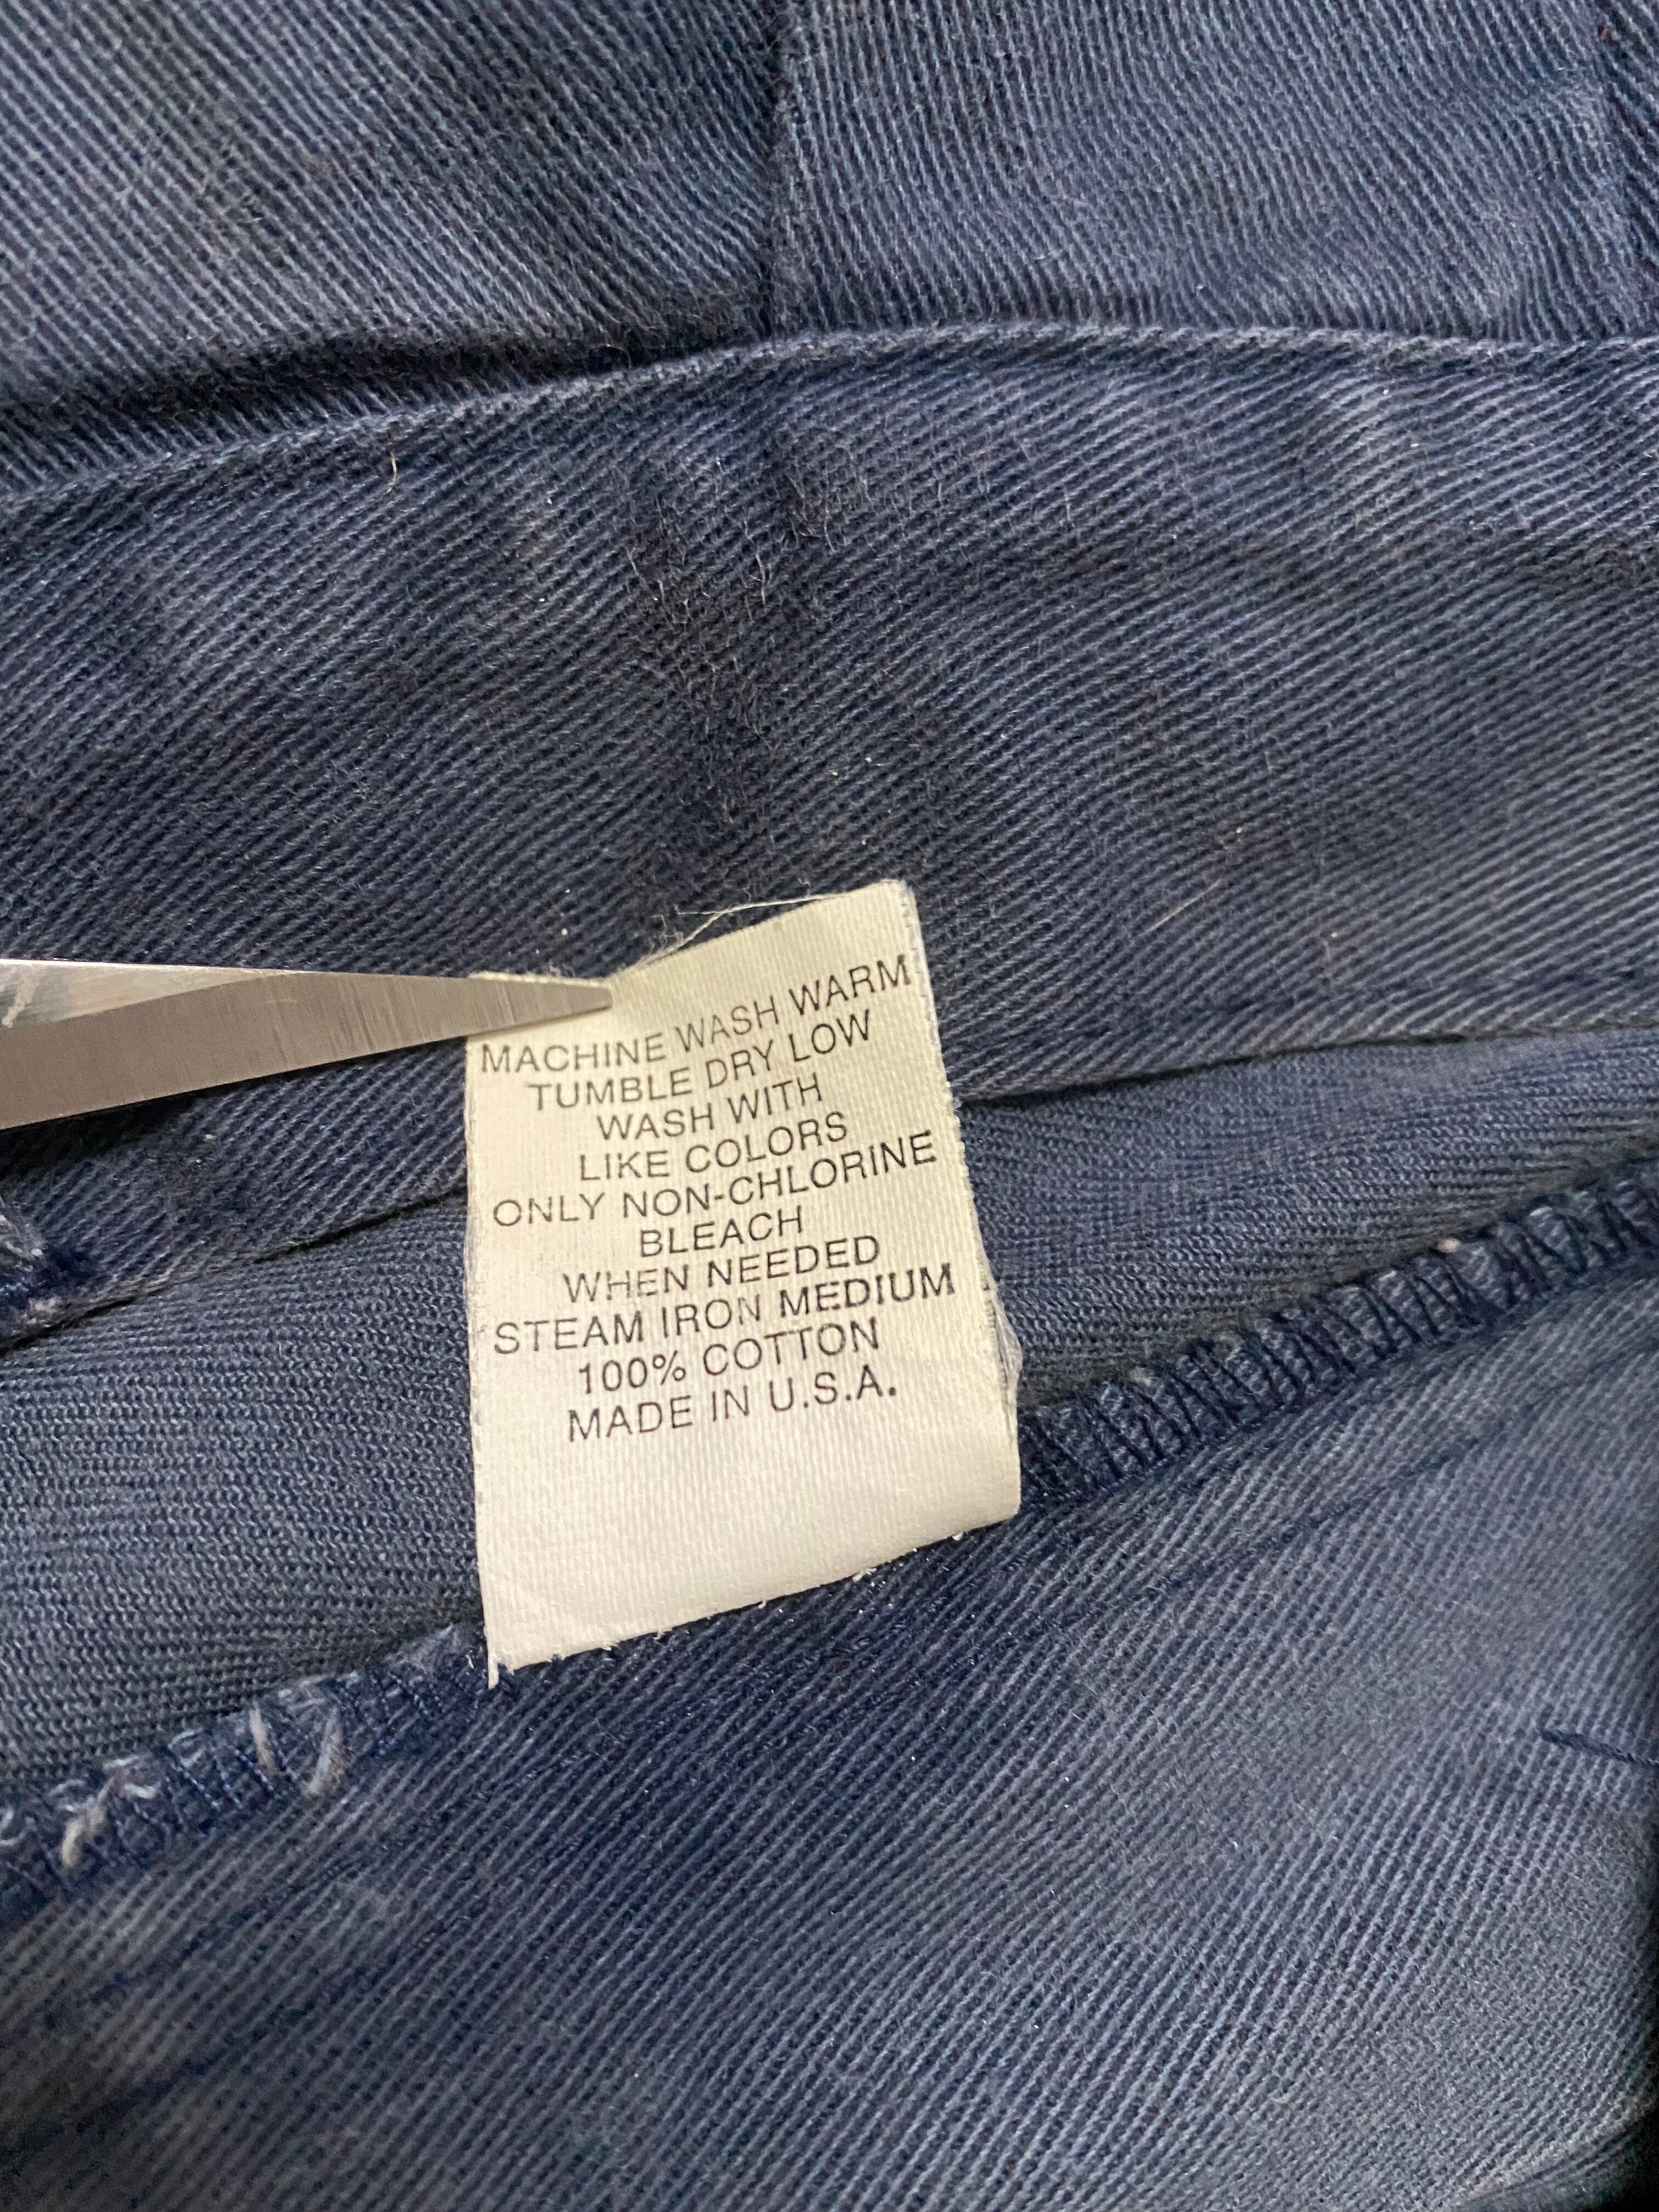 MACHINE WASH WARM
TUMBLE DRY LOW
WASH WITH
LIKE COLORS
ONLY NON-CHLORINE
BLEACH
WHEN NEEDED
STEAM IRON MEDIUM
100% COTTON
MADE IN U.S.A.